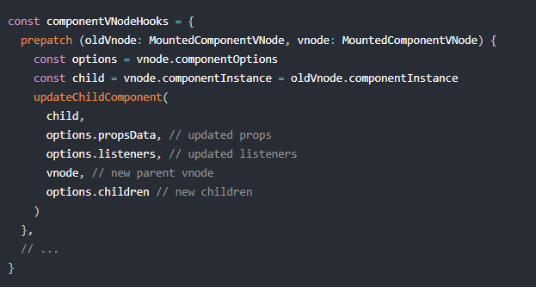 const componentVNodeHooks = {
  prepatch (oldVnode: MountedComponentVNode, vnode: MountedComponentVNode) {
    const options = vnode.componentOptions
    const child = vnode.componentInstance = oldVnode.componentInstance
    updateChildComponent(
      child,
      options.propsData, // updated props
      options.listeners, // updated listeners
      vnode, // new parent vnode
      options.children // new children
    )
  },
  // ...
}